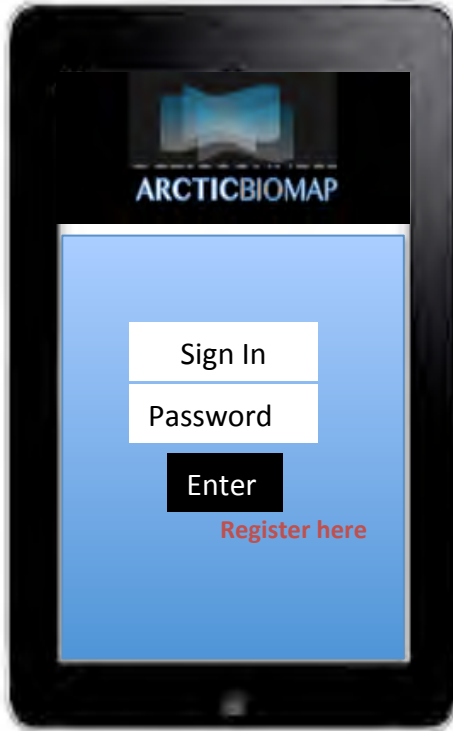 ARCTICBIOMAP
Sign In
Password
Enter
Register here